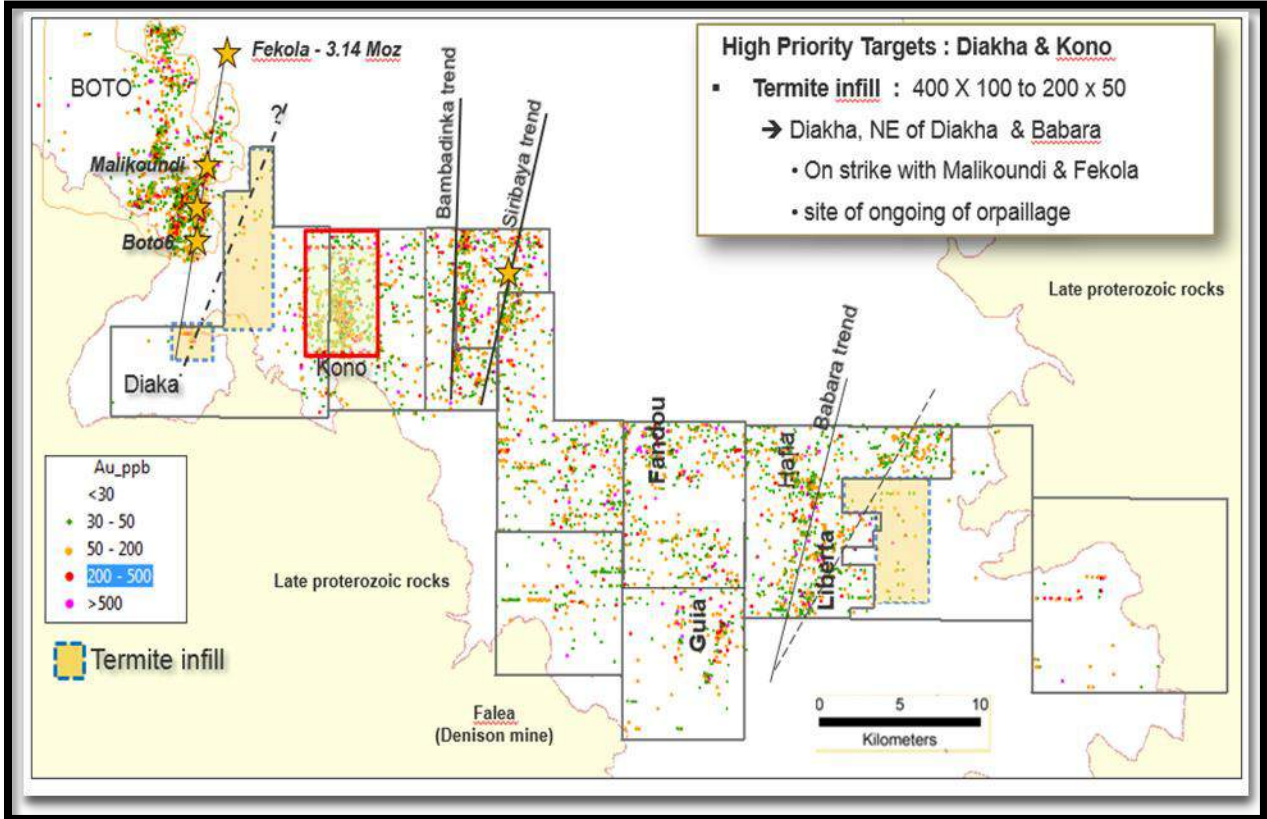 Fekola - 3.14 Moz
BOTO
?
Malikoundi
Boto6
Diaka
Kono
Bambadinka trend
Siribaya trend
High Priority Targets : Diakha & Kono
▪ Termite infill : 400 X 100 to 200 x 50
➔ Diakha, NE of Diakha & Babara
• On strike with Malikoundi & Fekola
• site of ongoing of orpaillage
Late proterozoic rocks
Babara trend
Fandou
Hafia
Liberta
Guia
Au_ppb
<30
30 - 50
50 - 200
200 - 500
>500
Termite infill
Late proterozoic rocks
Falea
(Denison mine)
0 5 10
Kilometers